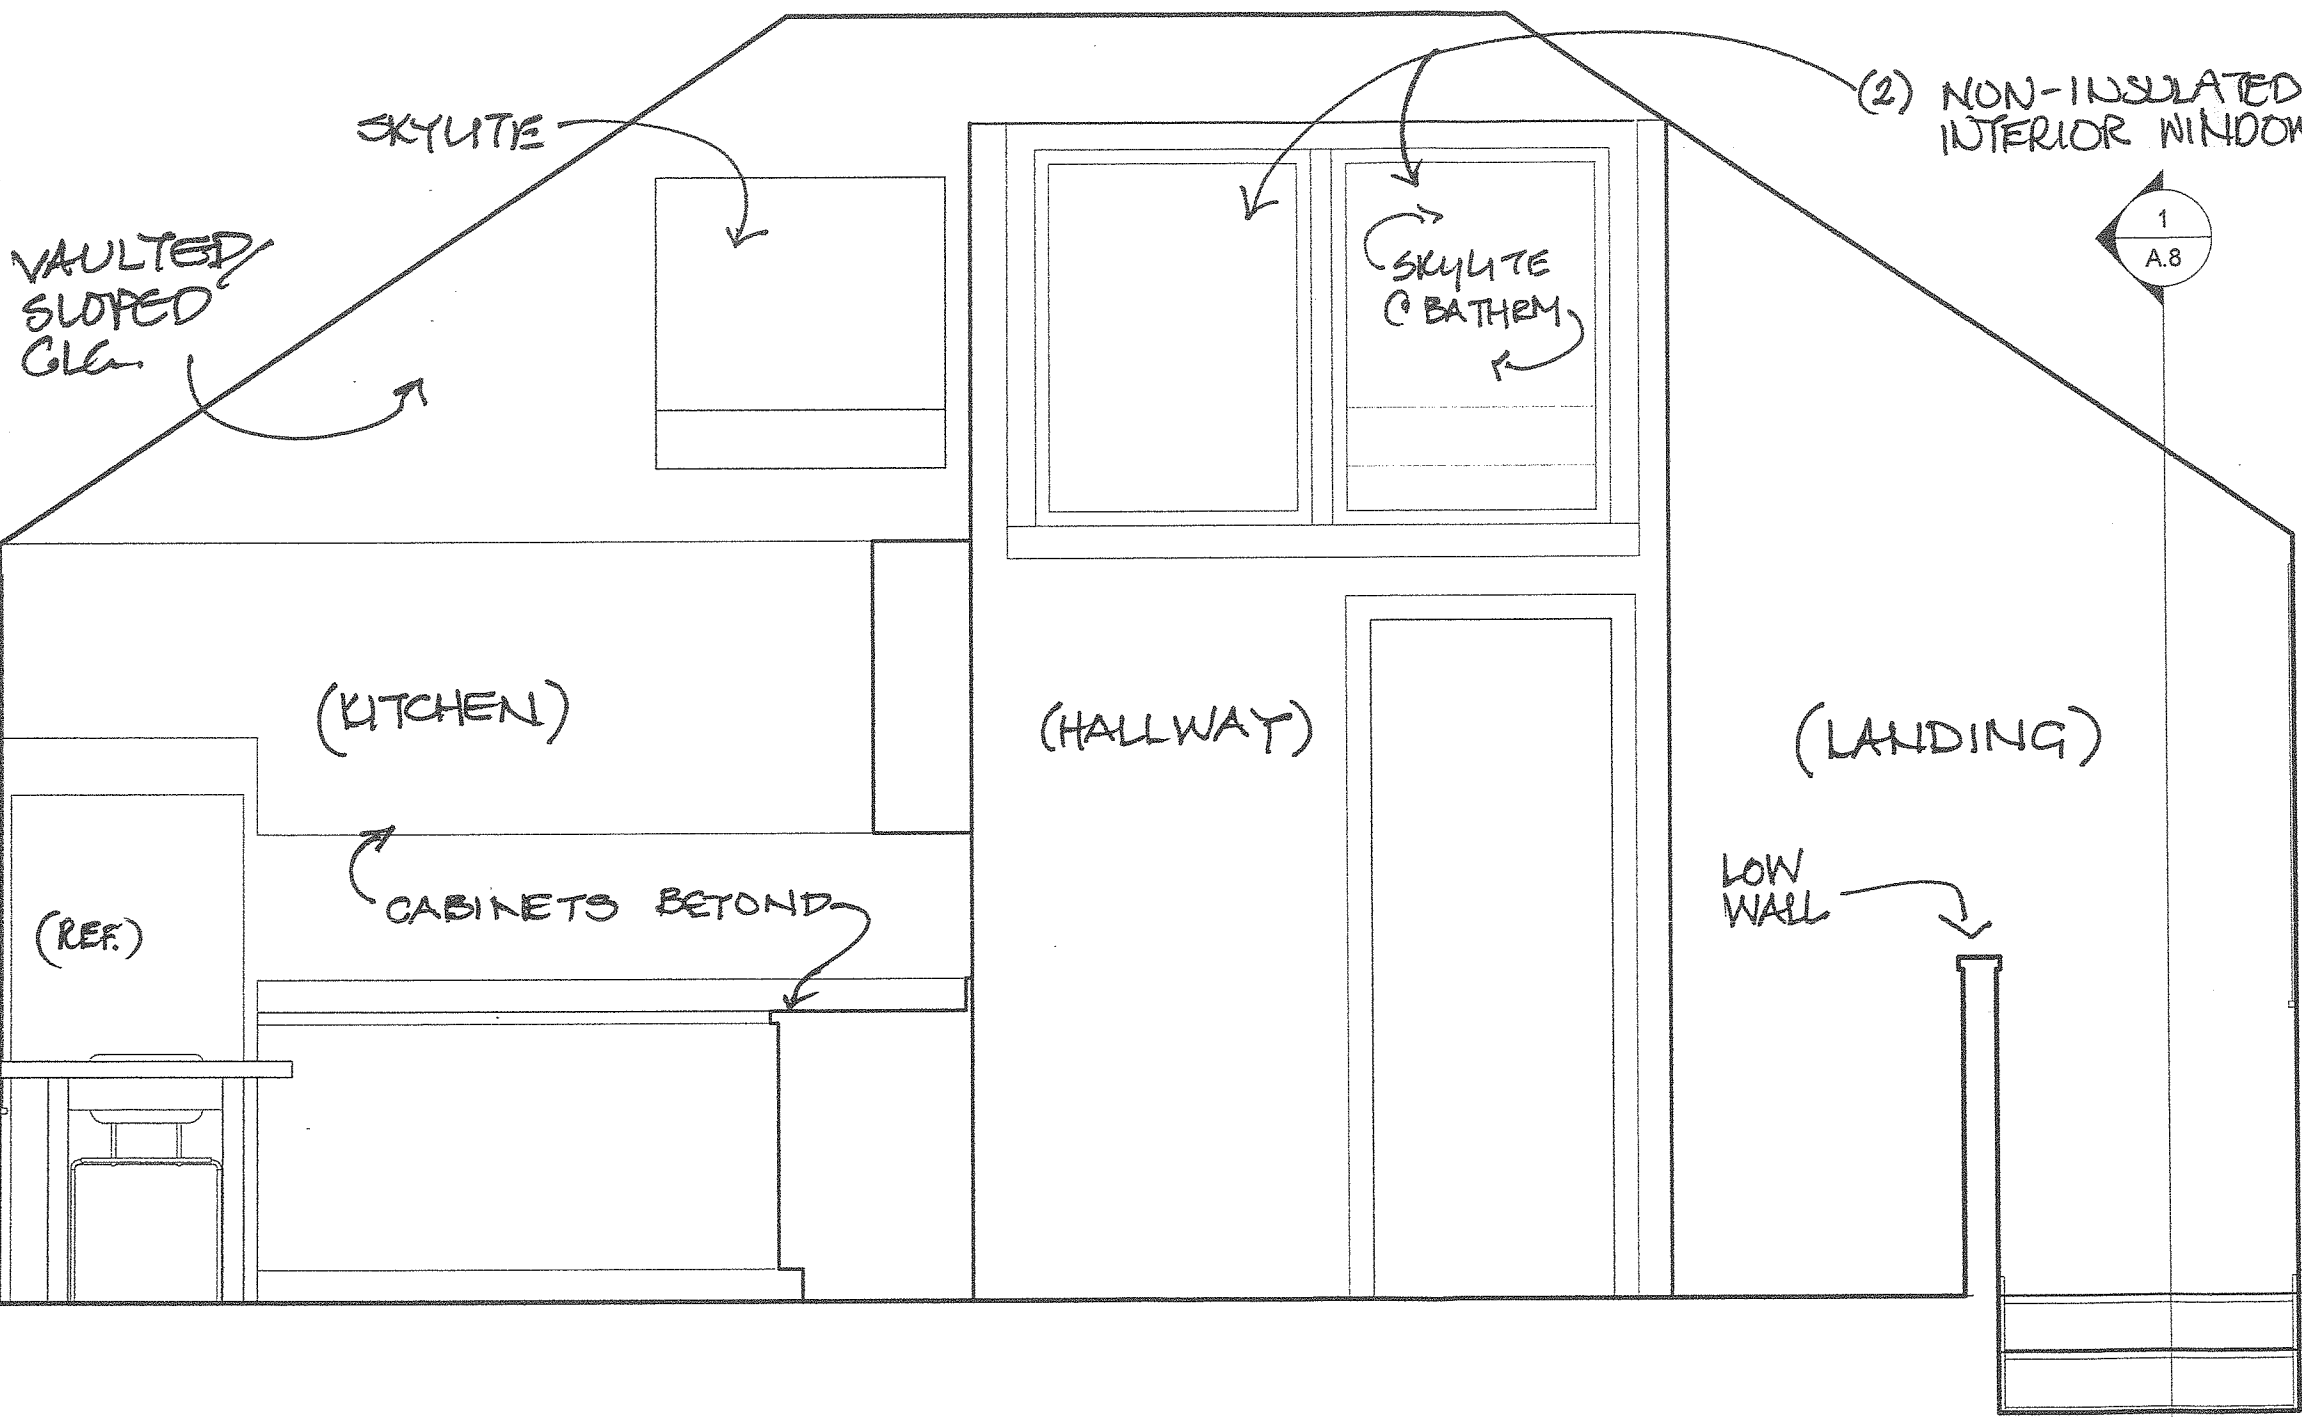 (2) NON-INSULATED
INTERIOR WINDOW
SKYLITE
1
A.8
VAULTED/
SLOPED
CLG.
SKYLITE
@ BATHRM
(KITCHEN)
(HALLWAY)
(LANDING)
LOW
WALL
CABINETS BEYOND
(REF.)